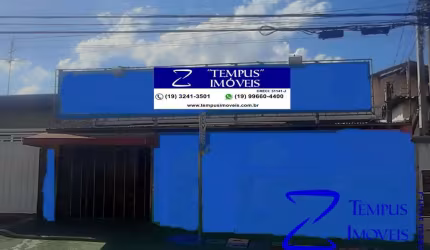 Z "TEMPUS"
IMÓVEIS
(19) 3241-3501
(19) 99660-4400
www.tempusimoveis.com.br
Z TEMPUS
IMÓVEIS